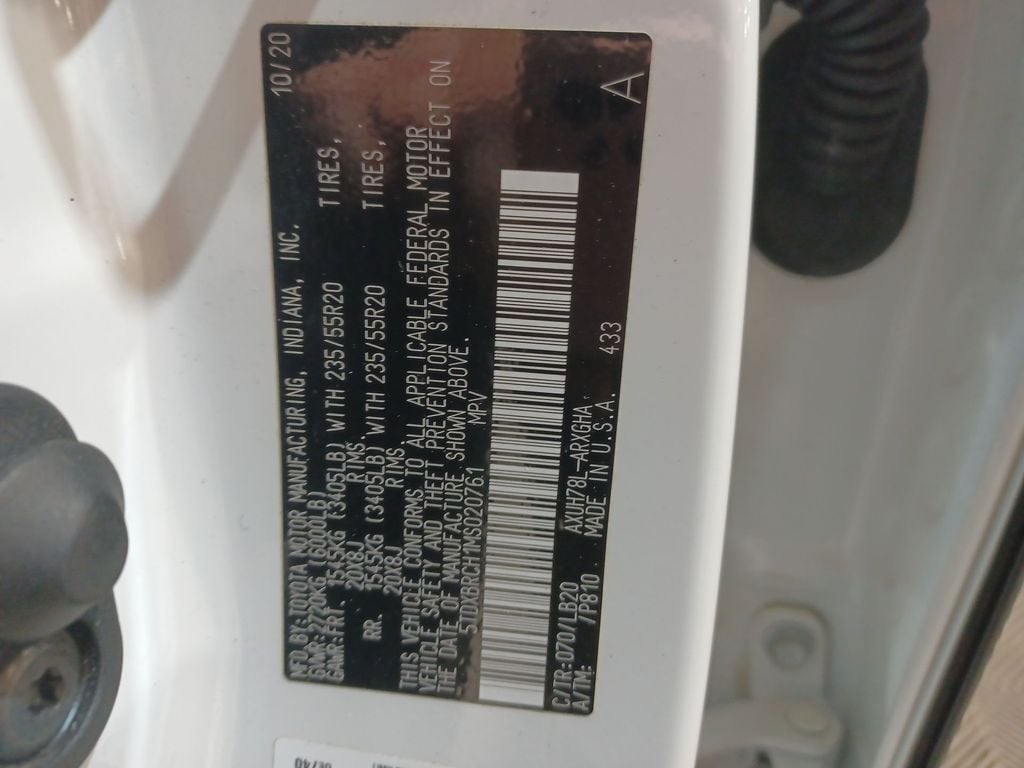 MFD.BY:TOYOTA MOTOR MANUFACTURING, INDIANA, INC. 10/20
GVWR:2720KG (6000LB)
GAWR:FRT. 1545KG (3405LB) WITH 235/55R20 TIRES,
20X8J RIMS
RR. 1545KG (3405LB) WITH 235/55R20 TIRES,
20X8J RIMS
THIS VEHICLE CONFORMS TO ALL APPLICABLE FEDERAL MOTOR
VEHICLE SAFETY AND THEFT PREVENTION STANDARDS IN EFFECT ON
THE DATE OF MANUFACTURE SHOWN ABOVE.
5TDXBRCH1MS020761 MPV
C/TR:070/LB20 AXUH78L-ARXGHA
A/TM: /P810 MADE IN U.S.A. 433 A